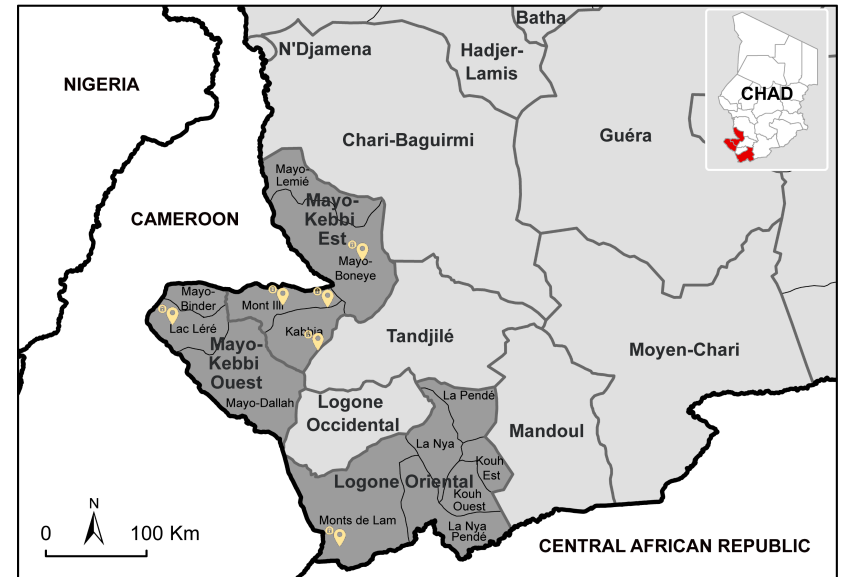 Batha
N'Djamena
Hadjer-
Lamis
NIGERIA
CHAD
Chari-Baguirmi
Guéra
Mayo-
Lemié
Mayo-
Kebbi
Est
CAMEROON
Mayo-
Boneye
Mayo-
Binder
Mont Illi
Lac Léré
Kabbia
Tandjilé
Mayo-
Kebbi
Ouest
Moyen-Chari
Mayo-Dallah
Logone
Occidental
La Pendé
Mandoul
La Nya
Kouh
Est
Logone Oriental
Kouh
Ouest
Monts de Lam
La Nya
Pendé
N
0 100 Km
CENTRAL AFRICAN REPUBLIC